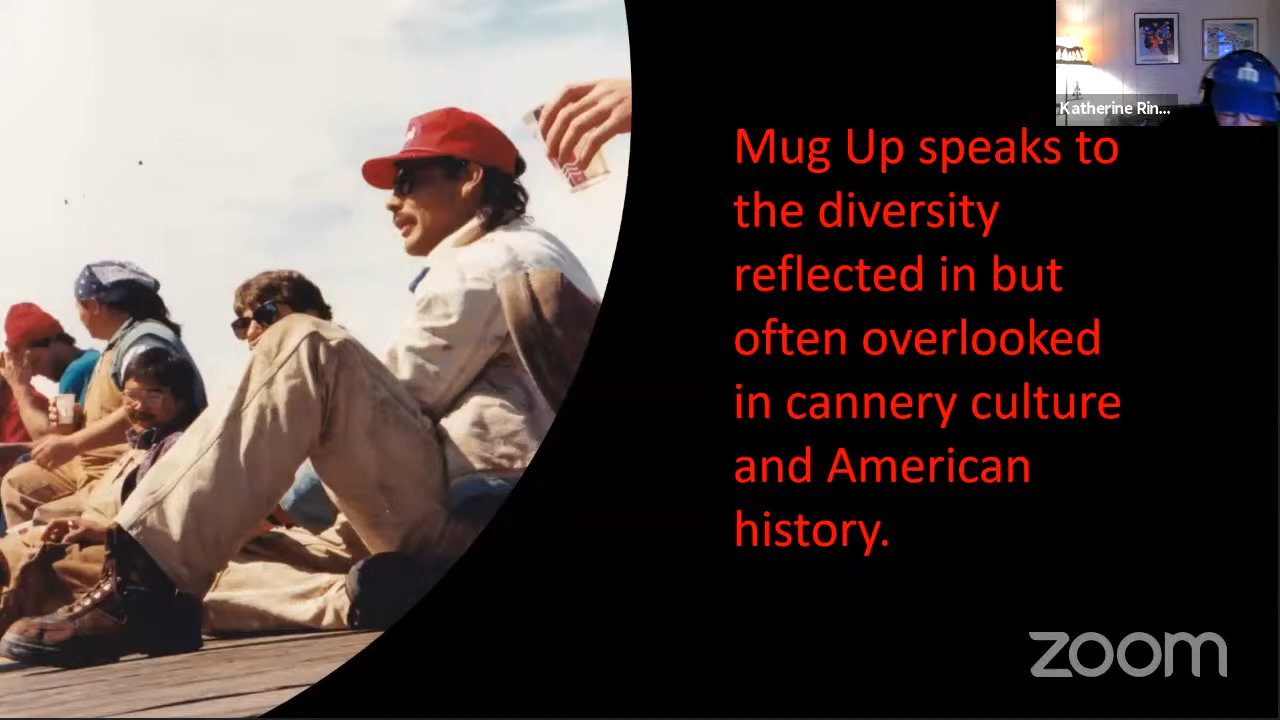 Katherine Rin...
Mug Up speaks to
the diversity
reflected in but
often overlooked
in cannery culture
and American
history.
zoom